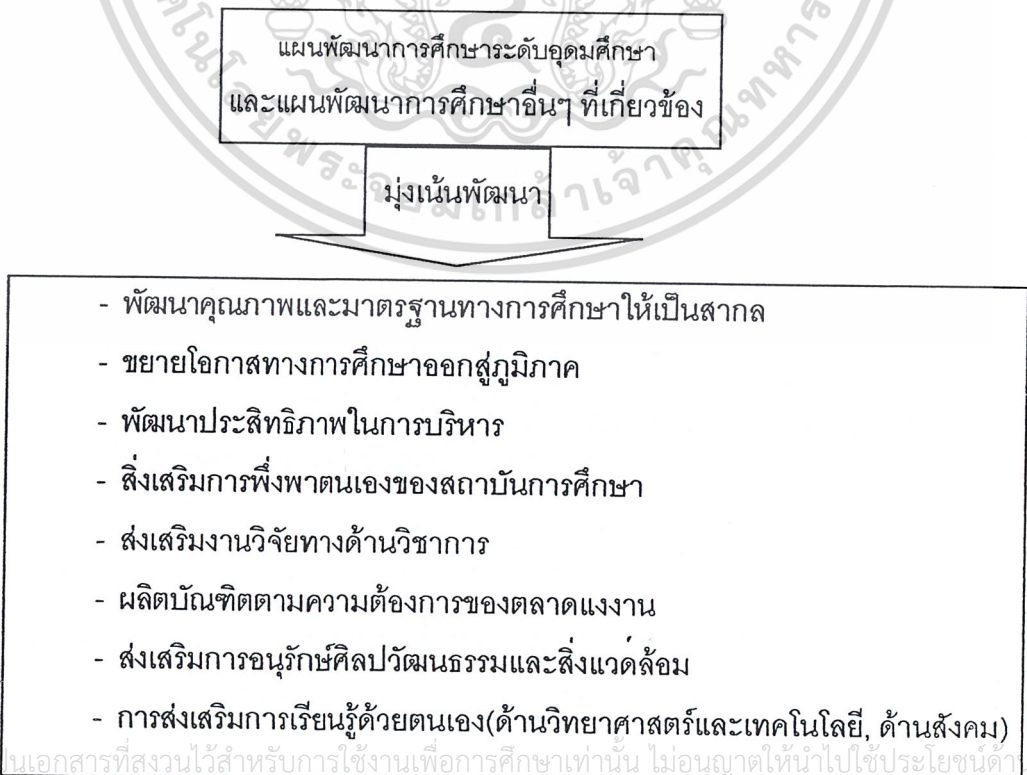 แผนพัฒนาการศึกษาระดับอุดมศึกษา
และแผนพัฒนาการศึกษาอื่นๆ ที่เกี่ยวข้อง
มุ่งเน้นพัฒนา
- พัฒนาคุณภาพและมาตรฐานทางการศึกษาให้เป็นสากล
- ขยายโอกาสทางการศึกษาออกสู่ภูมิภาค
- พัฒนาประสิทธิภาพในการบริหาร
- สิ่งเสริมการพึ่งพาตนเองของสถาบันการศึกษา
- ส่งเสริมงานวิจัยทางด้านวิชาการ
- ผลิตบัณฑิตตามความต้องการของตลาดแงงาน
- ส่งเสริมการอนุรักษ์ศิลปวัฒนธรรมและสิ่งแวด่ล้อม
- การส่งเสริมการเรียนรู้ด้วยตนเอง(ด้านวิทยาศาสตร์และเทคโนโลยี, ด้านสังคม)
เอกสารที่สงวนไว้สำหรับการใช้งานเพื่อการศึกษาเท่านั้น ไม่อนุญาตให้นำไปใช้ประโยชน์